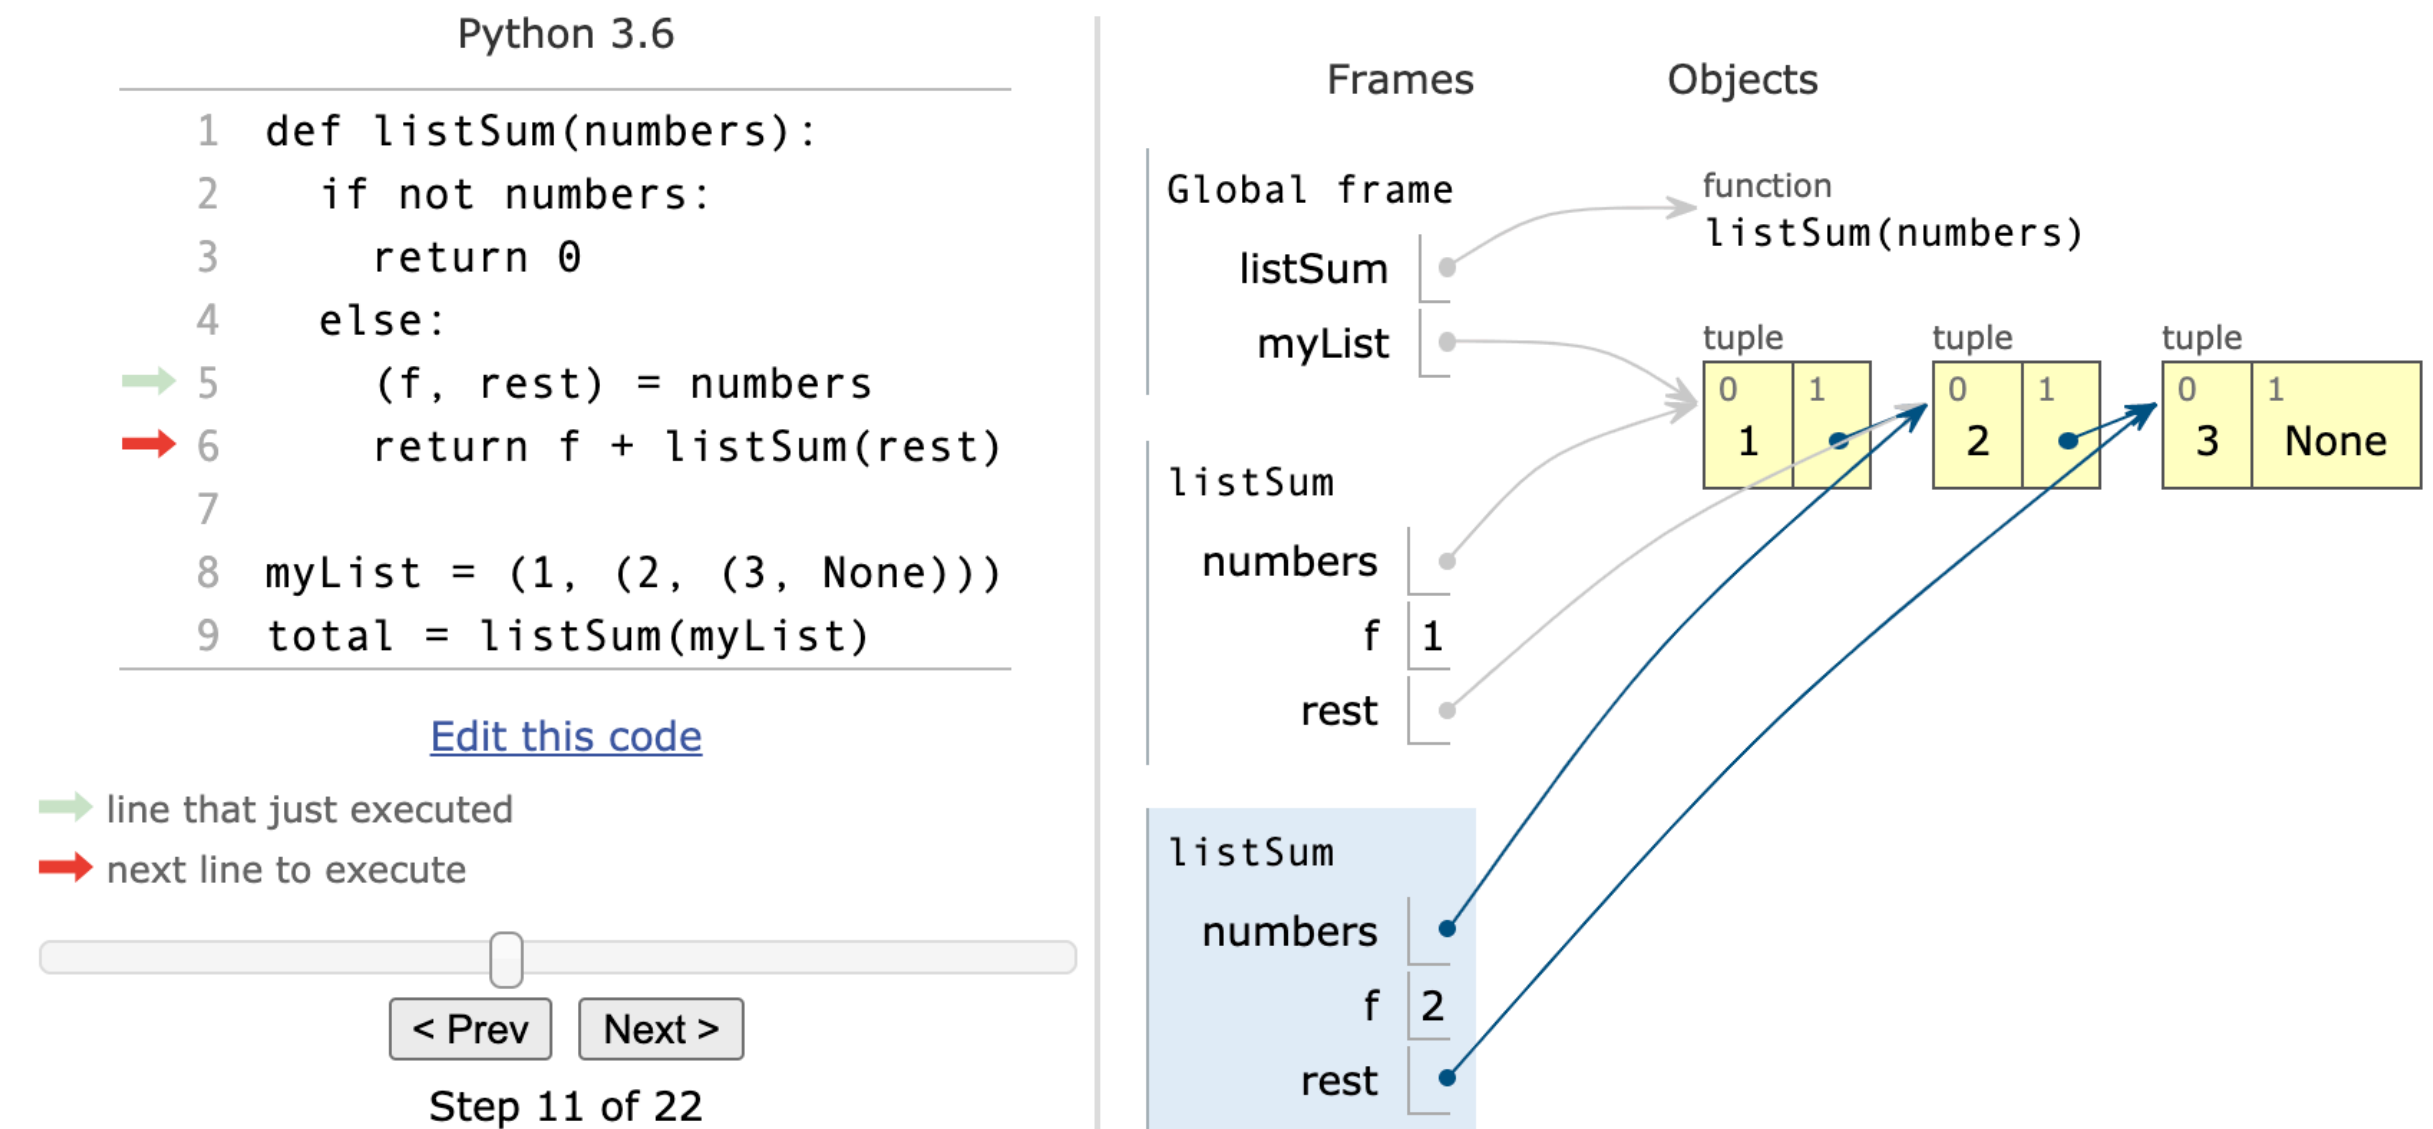 Python 3.6
1 def listSum(numbers):
2   if not numbers:
3     return 0
4   else:
5     (f, rest) = numbers
6     return f + listSum(rest)
7
8 myList = (1, (2, (3, None)))
9 total = listSum(myList)
Edit this code
line that just executed
next line to execute
< Prev Next >
Step 11 of 22
Frames Objects
Global frame
listSum
myList
function
listSum(numbers)
tuple
0 1
1
tuple
0 1
2
tuple
0 1
3 None
listSum
numbers
f 1
rest
listSum
numbers
f 2
rest